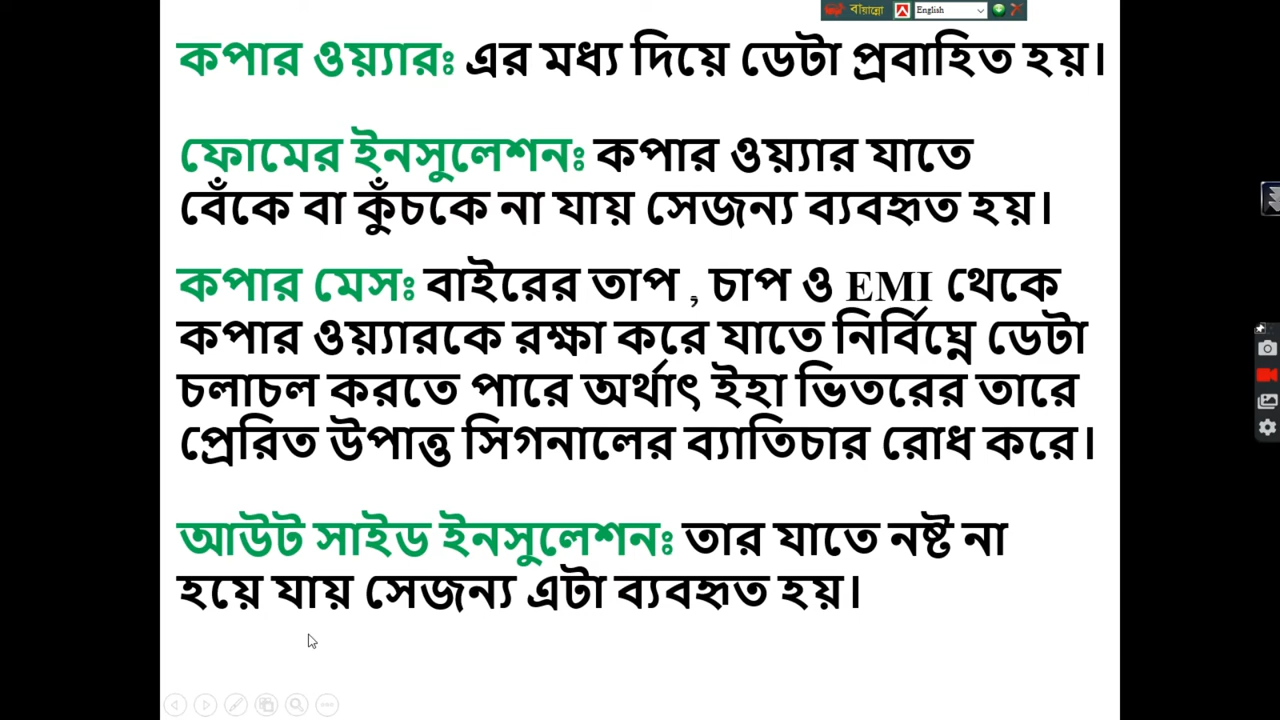 বাঁয়ান্নো English
কপার ওয়্যারঃ এর মধ্য দিয়ে ডেটা প্রবাহিত হয়।
ফোমের ইনসুলেশনঃ কপার ওয়্যার যাতে
বেঁকে বা কুঁচকে না যায় সেজন্য ব্যবহৃত হয়।
কপার মেসঃ বাইরের তাপ , চাপ ও EMI থেকে
কপার ওয়্যারকে রক্ষা করে যাতে নির্বিঘ্নে ডেটা
চলাচল করতে পারে অর্থাৎ ইহা ভিতরের তারে
প্রেরিত উপাত্ত সিগনালের ব্যাতিচার রোধ করে।
আউট সাইড ইনসুলেশনঃ তার যাতে নষ্ট না
হয়ে যায় সেজন্য এটা ব্যবহৃত হয়।